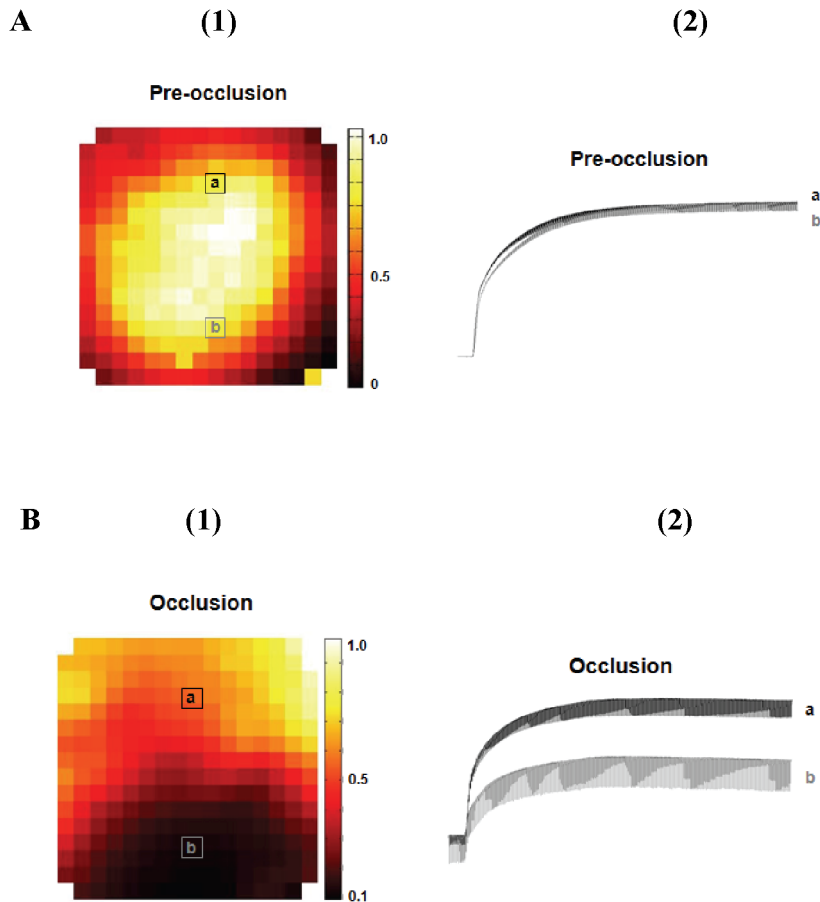 A (1) (2)
Pre-occlusion
a
b
1.0
0.5
0
Pre-occlusion
a
b
B (1) (2)
Occlusion
a
b
1.0
0.5
0.1
Occlusion
a
b